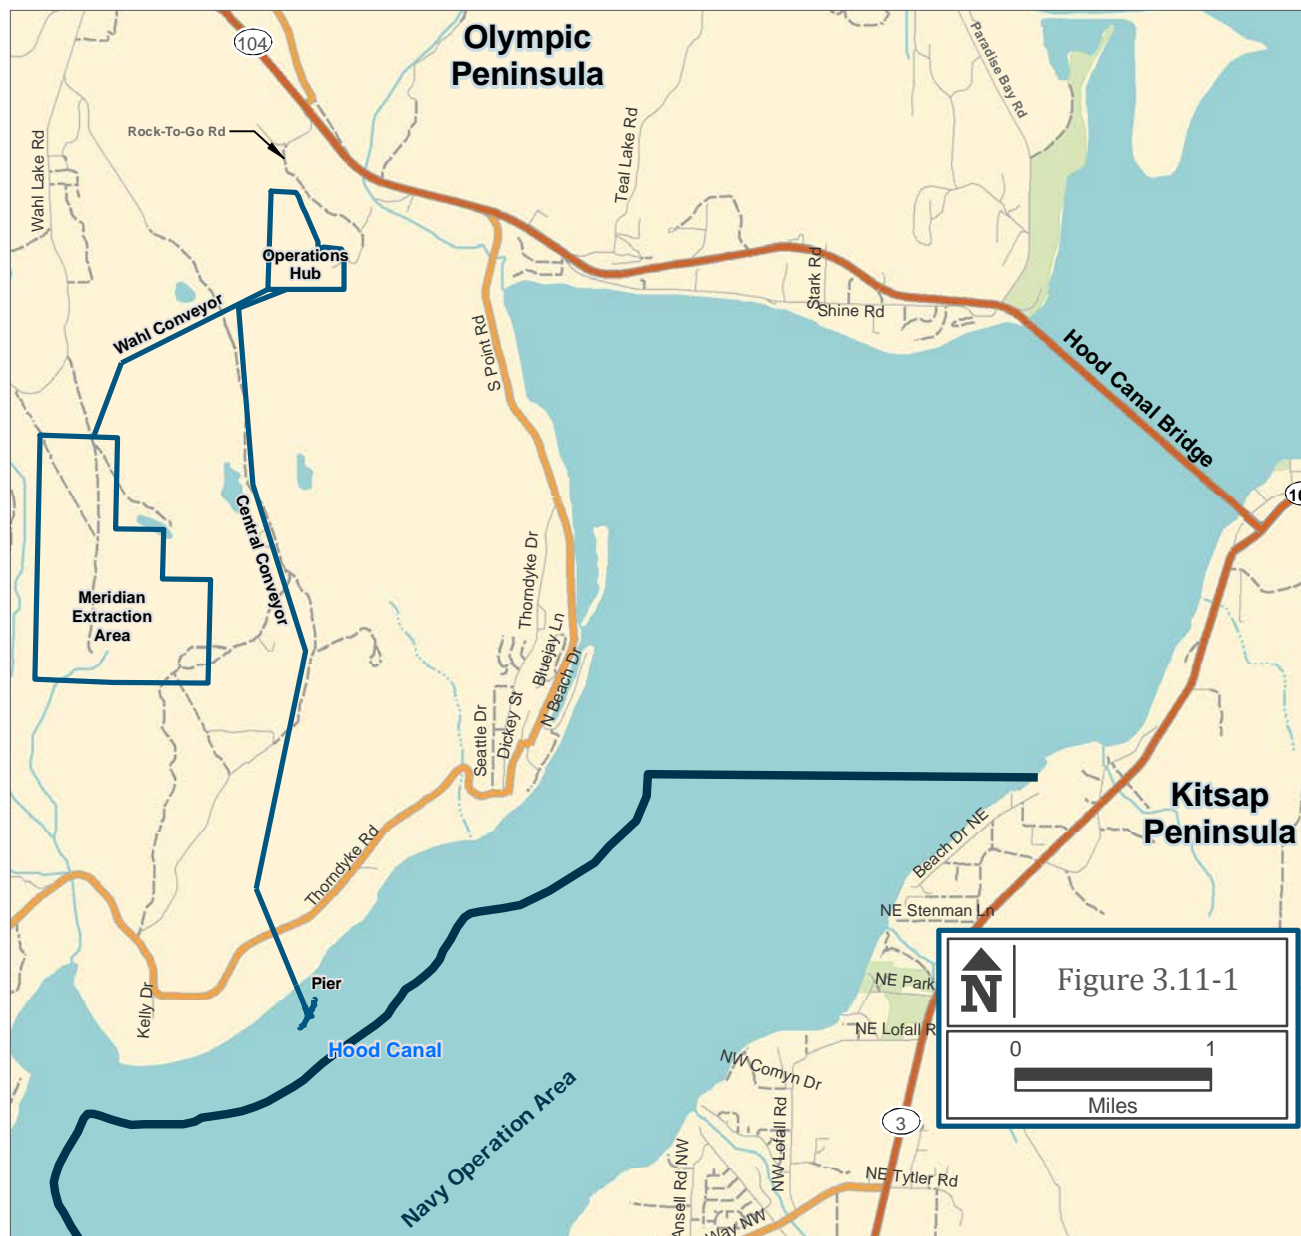 Olympic
Peninsula
104
Paradise Bay Rd
Rock-To-Go Rd
Wahl Lake Rd
Teal Lake Rd
Operations
Hub
Stark Rd
Shine Rd
Wahl Conveyor
S Point Rd
Hood Canal Bridge
10
Central Conveyor
Thorndyke Dr
Meridian
Extraction
Area
Bluejay Ln
N Beach Dr
Seattle Dr
Dickey St
Kitsap
Peninsula
Beach Dr NE
Thorndyke Rd
NE Stenman Ln
Pier
Kelly Dr
NE Park
N
Figure 3.11-1
NE Lofall R
Hood Canal
0 1
Miles
NW Comyn Dr
NW Lofall Rd
3
Navy Operation Area
Ansell Rd NW
NE Tytler Rd
Way NW